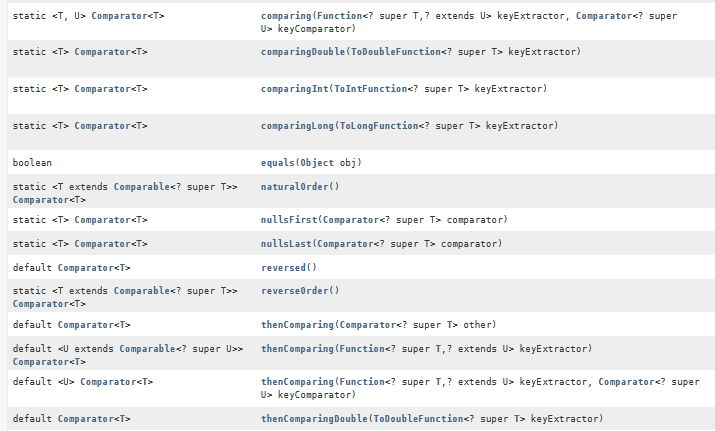 static <T, U> Comparator<T> comparing(Function<? super T,? extends U> keyExtractor, Comparator<? super
U> keyComparator)
static <T> Comparator<T> comparingDouble(ToDoubleFunction<? super T> keyExtractor)
static <T> Comparator<T> comparingInt(ToIntFunction<? super T> keyExtractor)
static <T> Comparator<T> comparingLong(ToLongFunction<? super T> keyExtractor)
boolean equals(Object obj)
static <T extends Comparable<? super T>> naturalOrder()
Comparator<T>
static <T> Comparator<T> nullsFirst(Comparator<? super T> comparator)
static <T> Comparator<T> nullsLast(Comparator<? super T> comparator)
default Comparator<T> reversed()
static <T extends Comparable<? super T>> reverseOrder()
Comparator<T>
default Comparator<T> thenComparing(Comparator<? super T> other)
default <U extends Comparable<? super U>> thenComparing(Function<? super T,? extends U> keyExtractor)
Comparator<T>
default <U> Comparator<T> thenComparing(Function<? super T,? extends U> keyExtractor, Comparator<? super
U> keyComparator)
default Comparator<T> thenComparingDouble(ToDoubleFunction<? super T> keyExtractor)